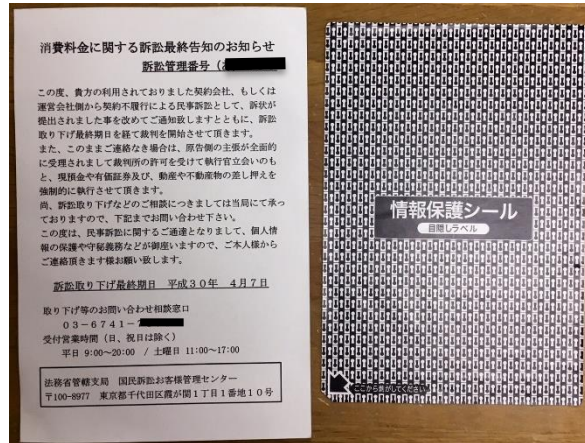 消費料金に関する訴訟最終告知のお知らせ
訴訟管理番号（
この度、貴方の利用されておりました契約会社、もしくは
運営会社側から契約不履行による民事訴訟として、訴状が
提出されました事を改めてご通知致しますとともに、訴訟
取り下げ最終期日を経て裁判を開始させて頂きます。
また、このままご連絡なき場合は、原告側の主張が全面的
に受理されまして裁判所の許可を受けて執行官立会いのも
と、現預金や有価証券及び、動産や不動産物の差し押えを
強制的に執行させて頂きます。
尚、訴訟取り下げなどのご相談につきましては当局にて承っ
ておりますので、下記までお問い合わせ下さい。
この度は、民事訴訟に関するご通達となりまして、個人情
報の保護や守秘義務などが御座いますので、ご本人様から
ご連絡頂きます様お願い致します。
訴訟取り下げ最終期日　平成３０年　４月７日
取り下げ等のお問い合わせ相談窓口
０３－６７４１－
受付営業時間（日、祝日は除く）
平日 9:00～20:00 / 土曜日 11:00～17:00
法務省管轄支局　国民訴訟お客様管理センター
〒100-8977　東京都千代田区霞が関１丁目１番地１０号
情報保護シール
目隠しラベル
ここから剥がしてください